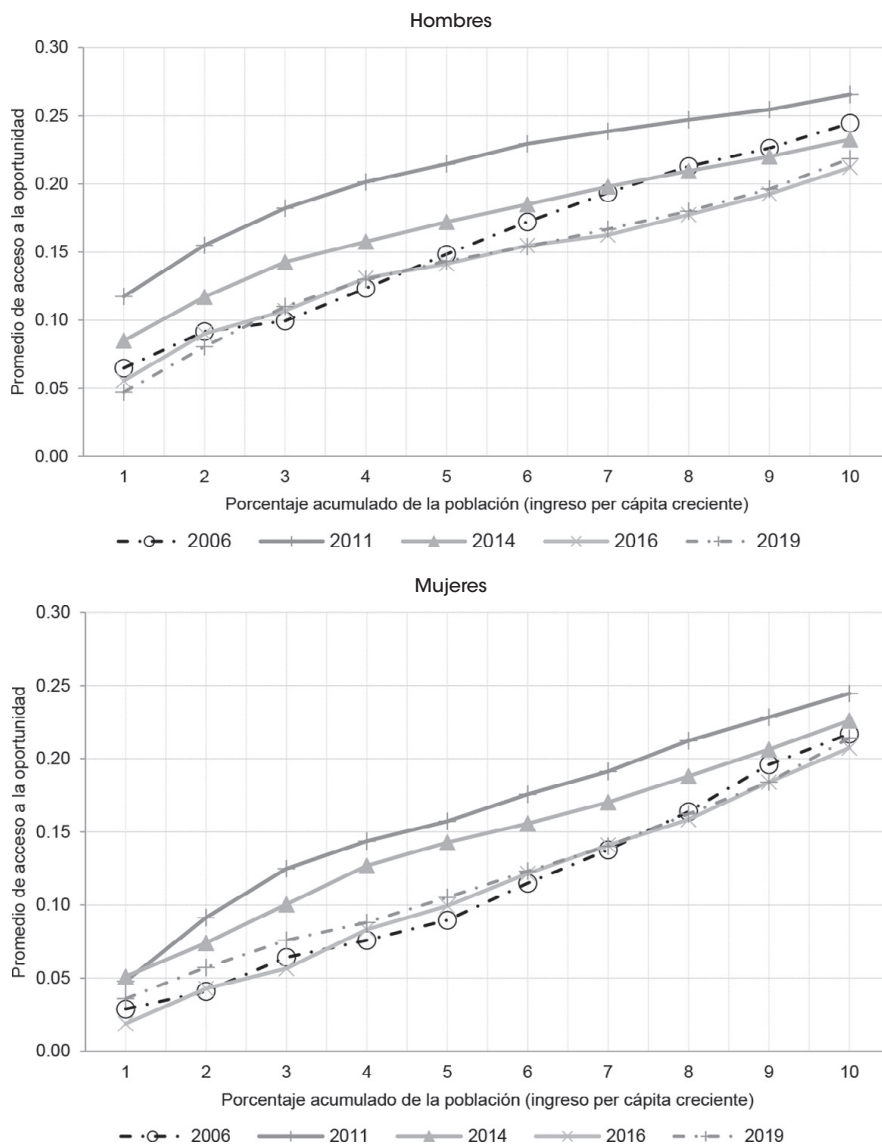 Hombres
Promedio de acceso a la oportunidad
0.30
0.25
0.20
0.15
0.10
0.05
0.00
1 2 3 4 5 6 7 8 9 10
Porcentaje acumulado de la población (ingreso per cápita creciente)
2006 2011 2014 2016 2019
Mujeres
Promedio de acceso a la oportunidad
0.30
0.25
0.20
0.15
0.10
0.05
0.00
1 2 3 4 5 6 7 8 9 10
Porcentaje acumulado de la población (ingreso per cápita creciente)
2006 2011 2014 2016 2019